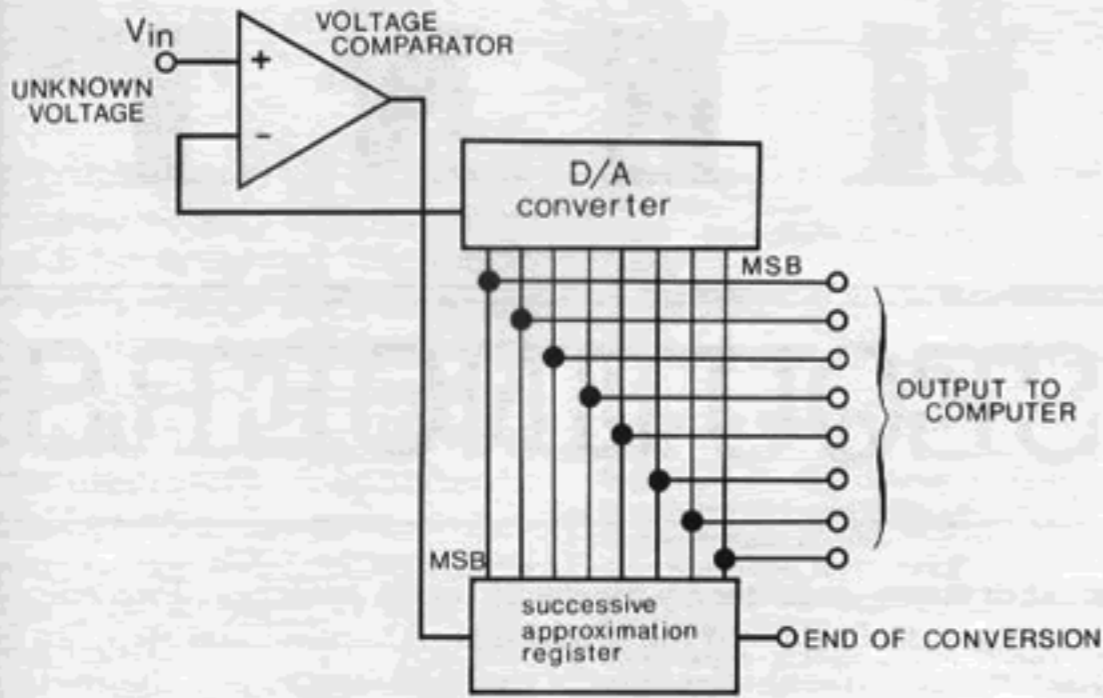 Vin
VOLTAGE
COMPARATOR
+
UNKNOWN
VOLTAGE
-
D/A
converter
MSB
OUTPUT TO
COMPUTER
MSB
successive
approximation
register
END OF CONVERSION